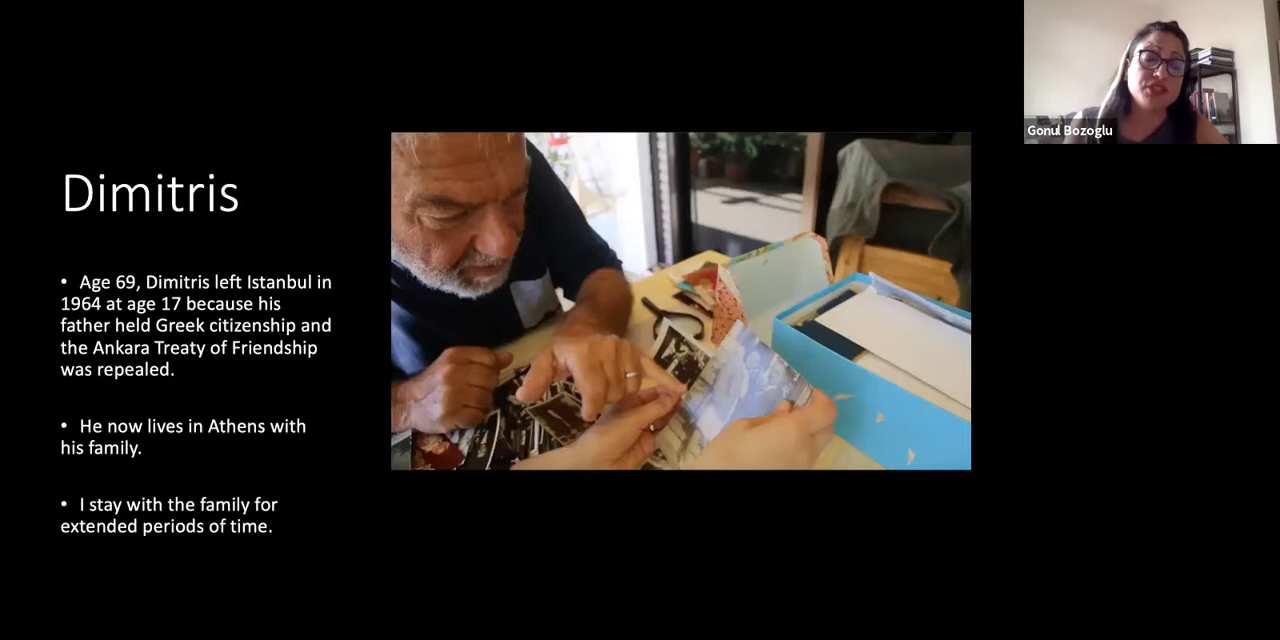 Dimitris
• Age 69, Dimitris left Istanbul in
1964 at age 17 because his
father held Greek citizenship and
the Ankara Treaty of Friendship
was repealed.
• He now lives in Athens with
his family.
• I stay with the family for
extended periods of time.
Gonul Bozoglu